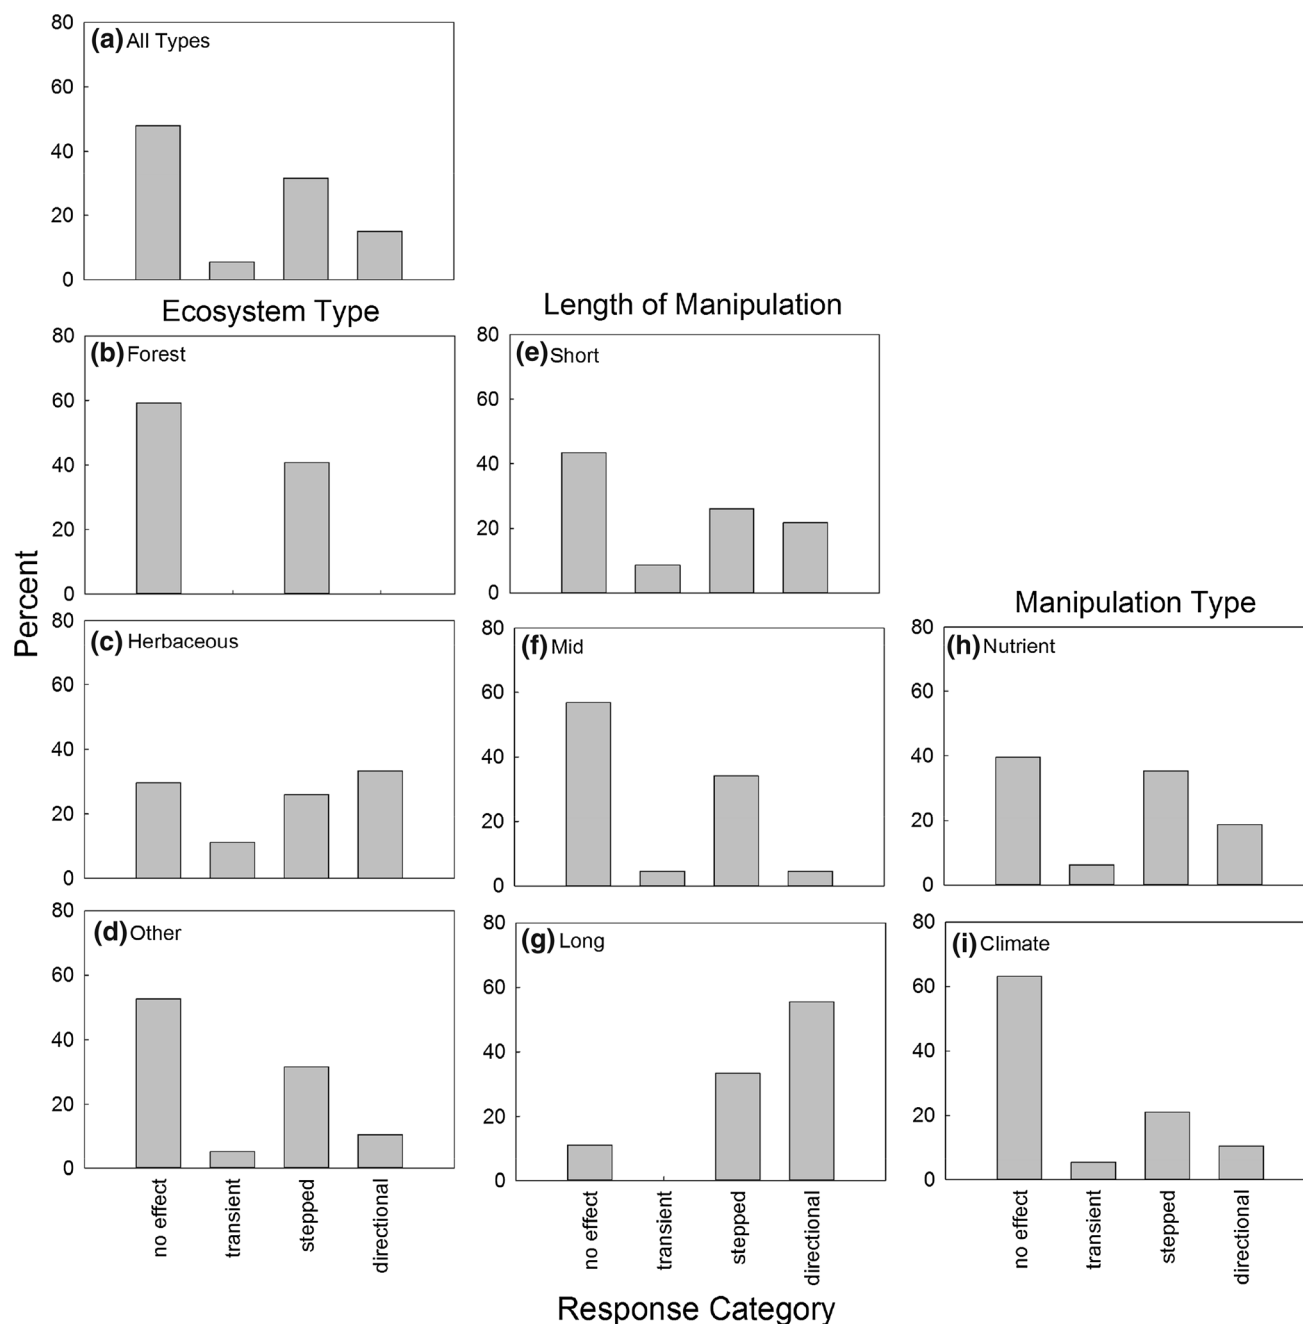 (a) All Types
80
60
40
20
0
Ecosystem Type
(b) Forest
80
60
40
20
0
(c) Herbaceous
80
60
40
20
0
(d) Other
80
60
40
20
0
no effect
transient
stepped
directional
Length of Manipulation
(e) Short
80
60
40
20
0
(f) Mid
80
60
40
20
0
(g) Long
80
60
40
20
0
no effect
transient
stepped
directional
Manipulation Type
(h) Nutrient
80
60
40
20
0
(i) Climate
80
60
40
20
0
no effect
transient
stepped
directional
Percent
Response Category